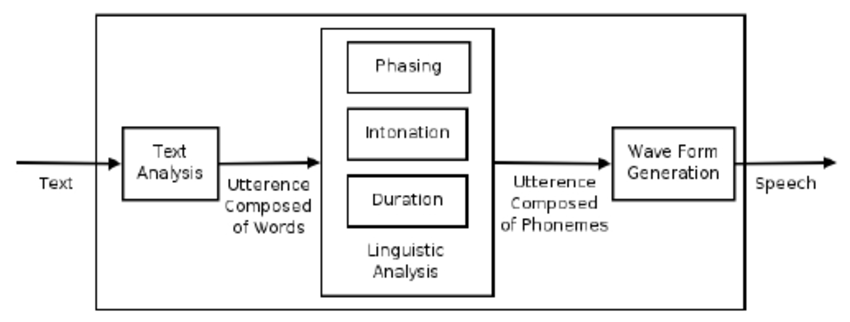 Text
Text
Analysis
Utterence
Composed
of Words
Phasing
Intonation
Duration
Linguistic
Analysis
Utterence
Composed
of Phonemes
Wave Form
Generation
Speech